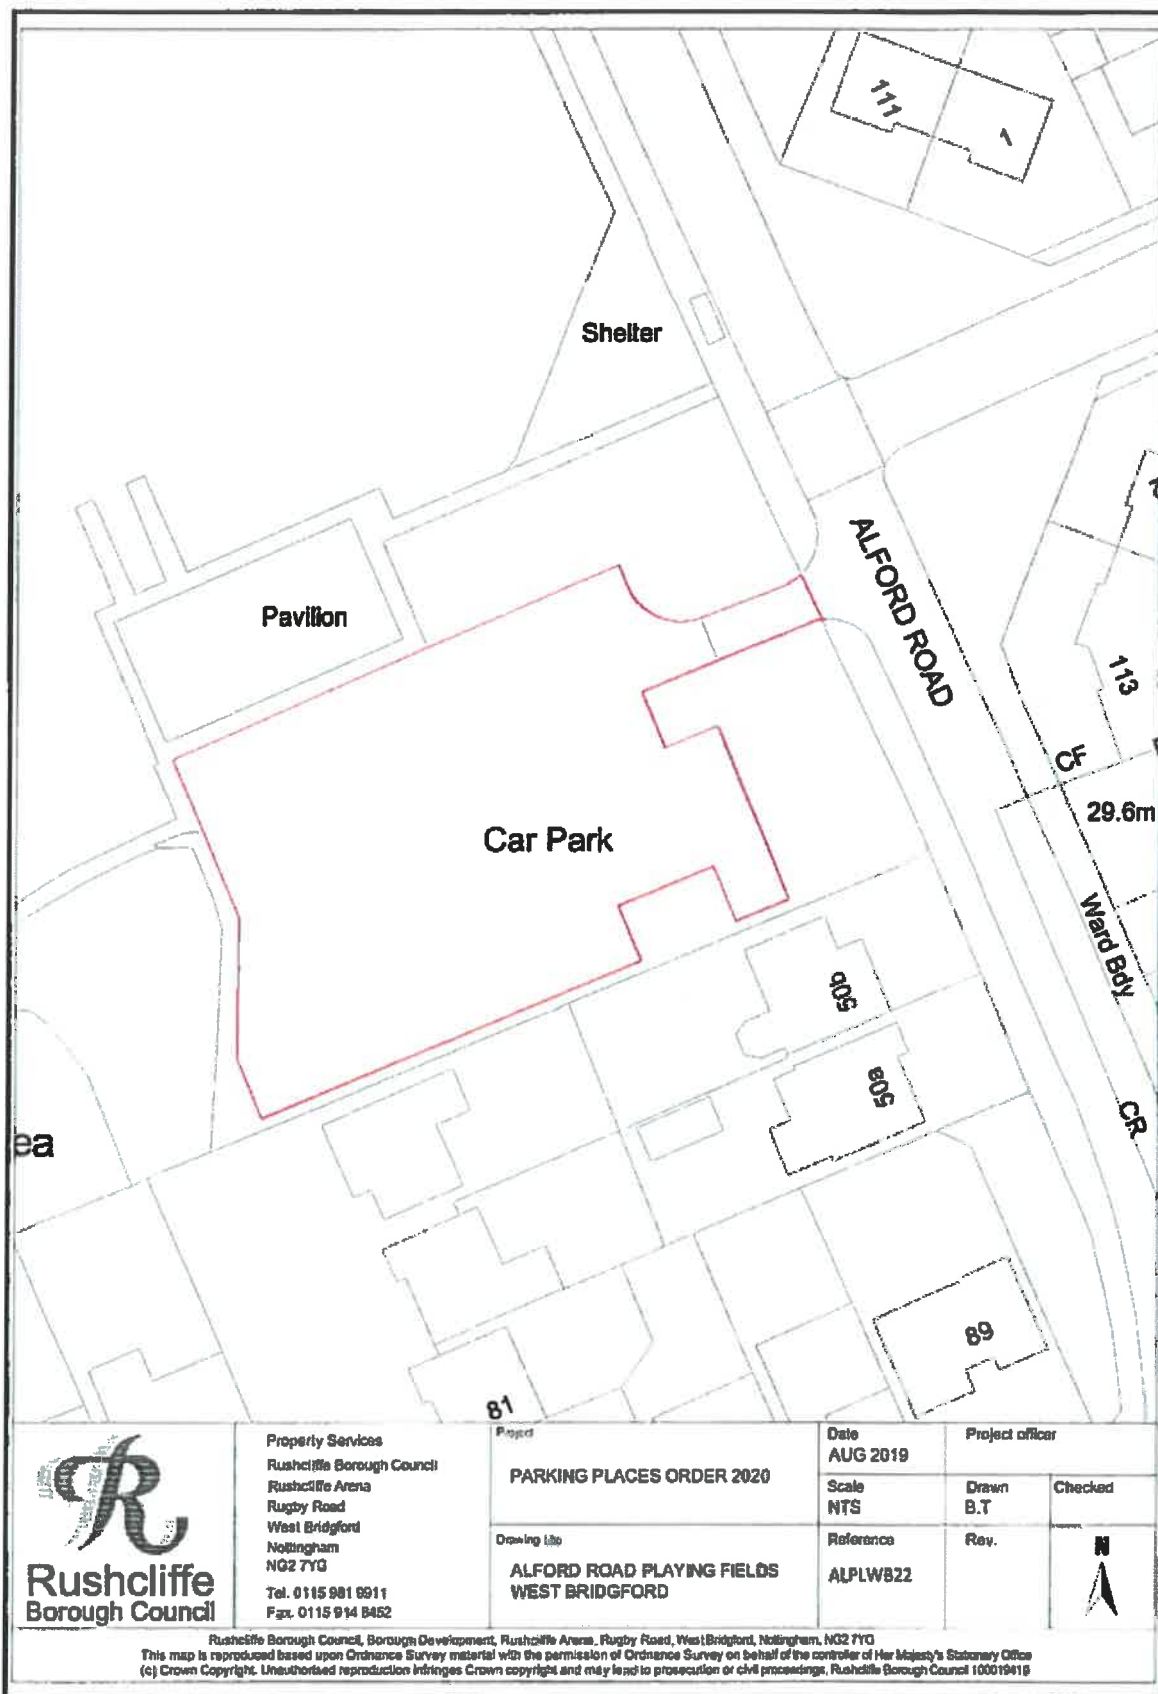 111
1
Shelter
ALFORD ROAD
Pavilion
113
CF
29.6m
Car Park
Ward Bdy
50b
50a
CR
ea
89
81
Rushcliffe
Borough Council
Property Services
Rushcliffe Borough Council
Rushcliffe Arena
Rugby Road
West Bridgford
Nottingham
NG2 7YG
Tel. 0115 981 9911
Fax. 0115 914 8452
Project
PARKING PLACES ORDER 2020
Drawing title
ALFORD ROAD PLAYING FIELDS
WEST BRIDGFORD
Date
AUG 2019
Project officer
Scale
NTS
Drawn
B.T
Checked
Reference
ALPLWB22
Rev.
N
Rushcliffe Borough Council, Borough Development, Rushcliffe Arena, Rugby Road, West Bridgford, Nottingham, NG2 7YG
This map is reproduced based upon Ordnance Survey material with the permission of Ordnance Survey on behalf of the controller of Her Majesty's Stationary Office
(c) Crown Copyright. Unauthorised reproduction infringes Crown copyright and may lead to prosecution or civil proceedings, Rushcliffe Borough Council 100019419